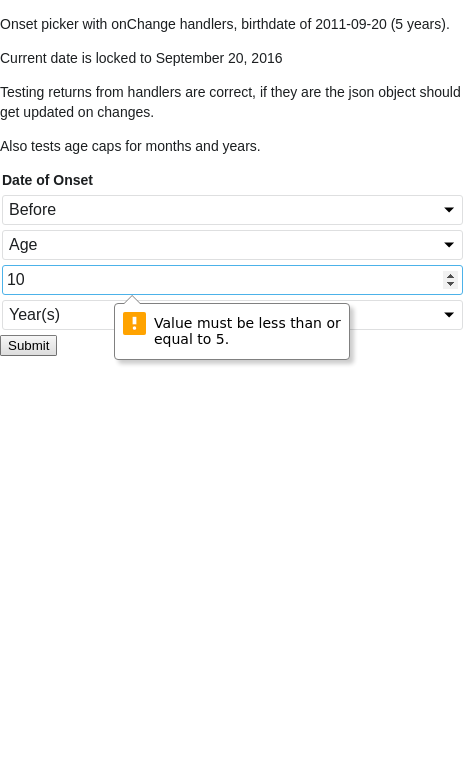 Onset picker with onChange handlers, birthdate of 2011-09-20 (5 years).
Current date is locked to September 20, 2016
Testing returns from handlers are correct, if they are the json object should
get updated on changes.
Also tests age caps for months and years.
Date of Onset
Before
Age
10
Year(s)
Value must be less than or
equal to 5.
Submit